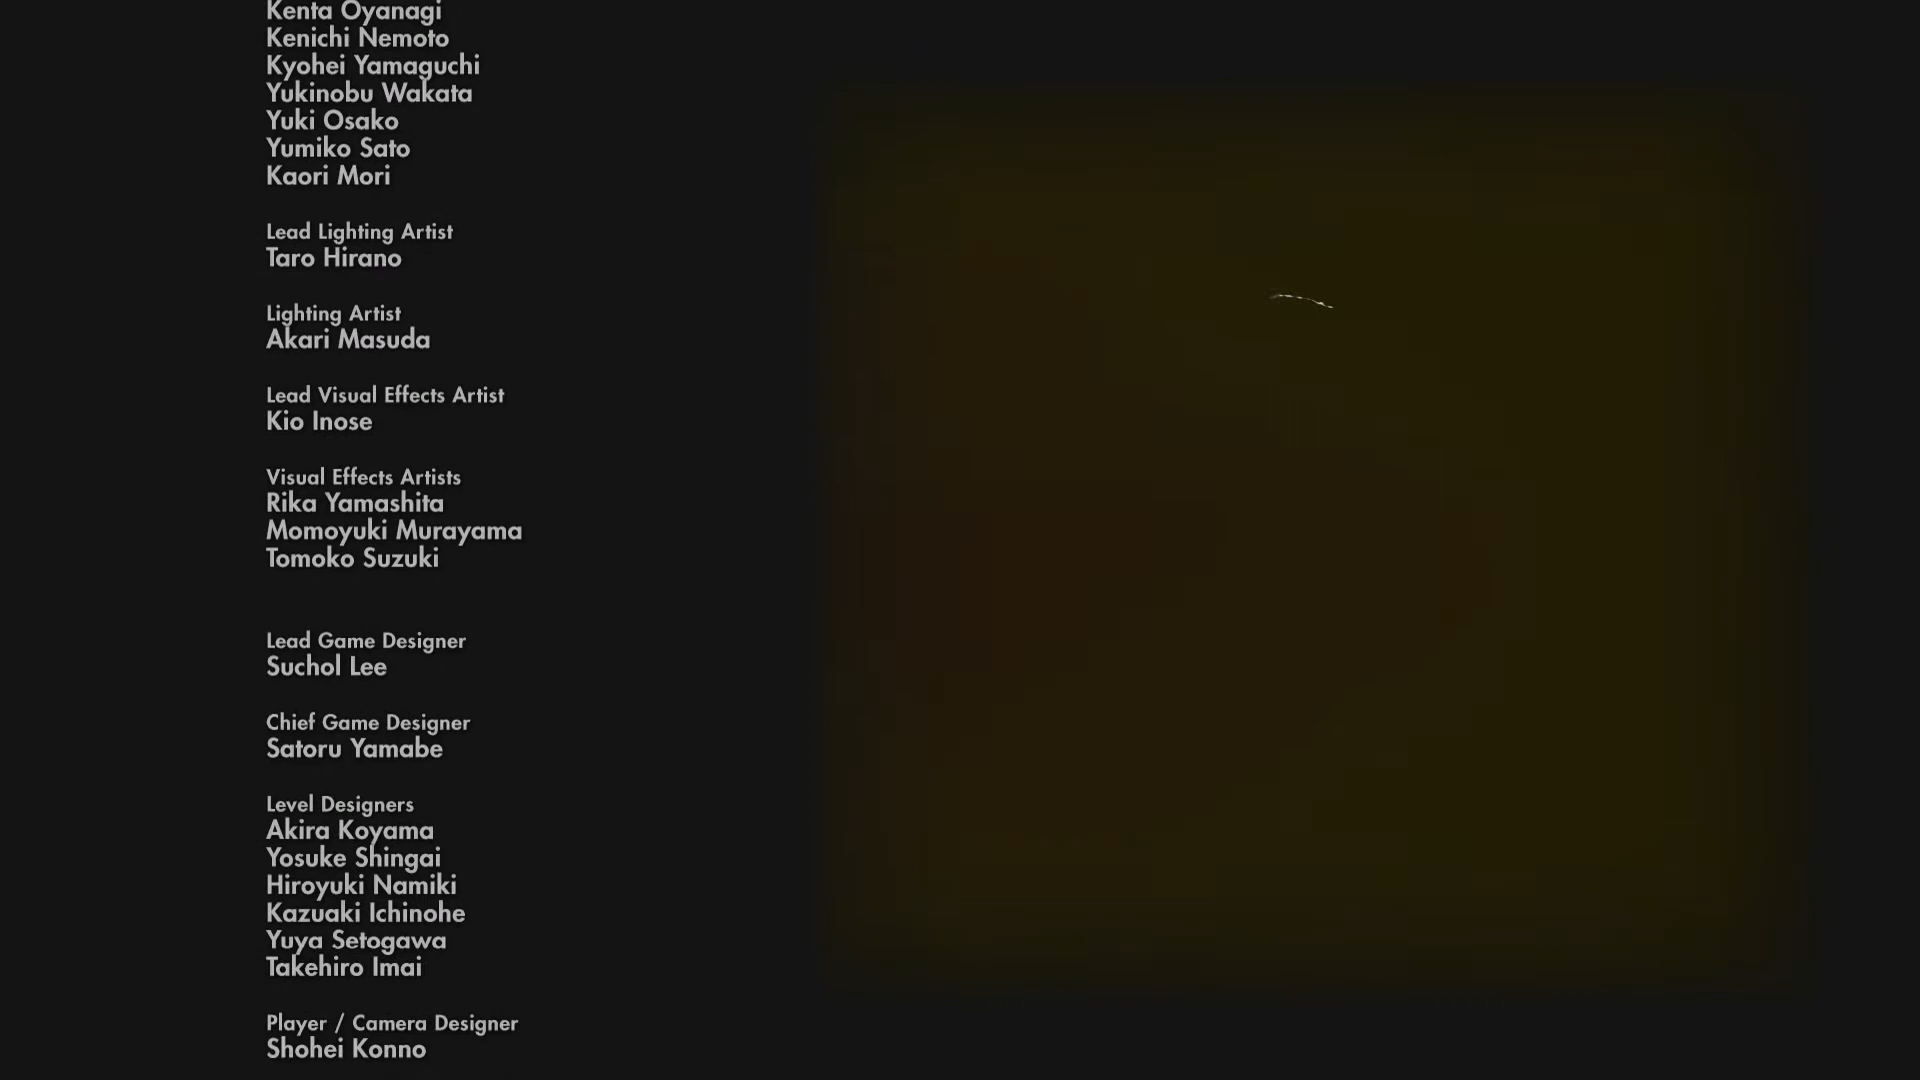 Kenta Oyanagi
Kenichi Nemoto
Kyohei Yamaguchi
Yukinobu Wakata
Yuki Osako
Yumiko Sato
Kaori Mori
Lead Lighting Artist
Taro Hirano
Lighting Artist
Akari Masuda
Lead Visual Effects Artist
Kio Inose
Visual Effects Artists
Rika Yamashita
Momoyuki Murayama
Tomoko Suzuki
Lead Game Designer
Suchol Lee
Chief Game Designer
Satoru Yamabe
Level Designers
Akira Koyama
Yosuke Shingai
Hiroyuki Namiki
Kazuaki Ichinohe
Yuya Setogawa
Takehiro Imai
Player / Camera Designer
Shohei Konno